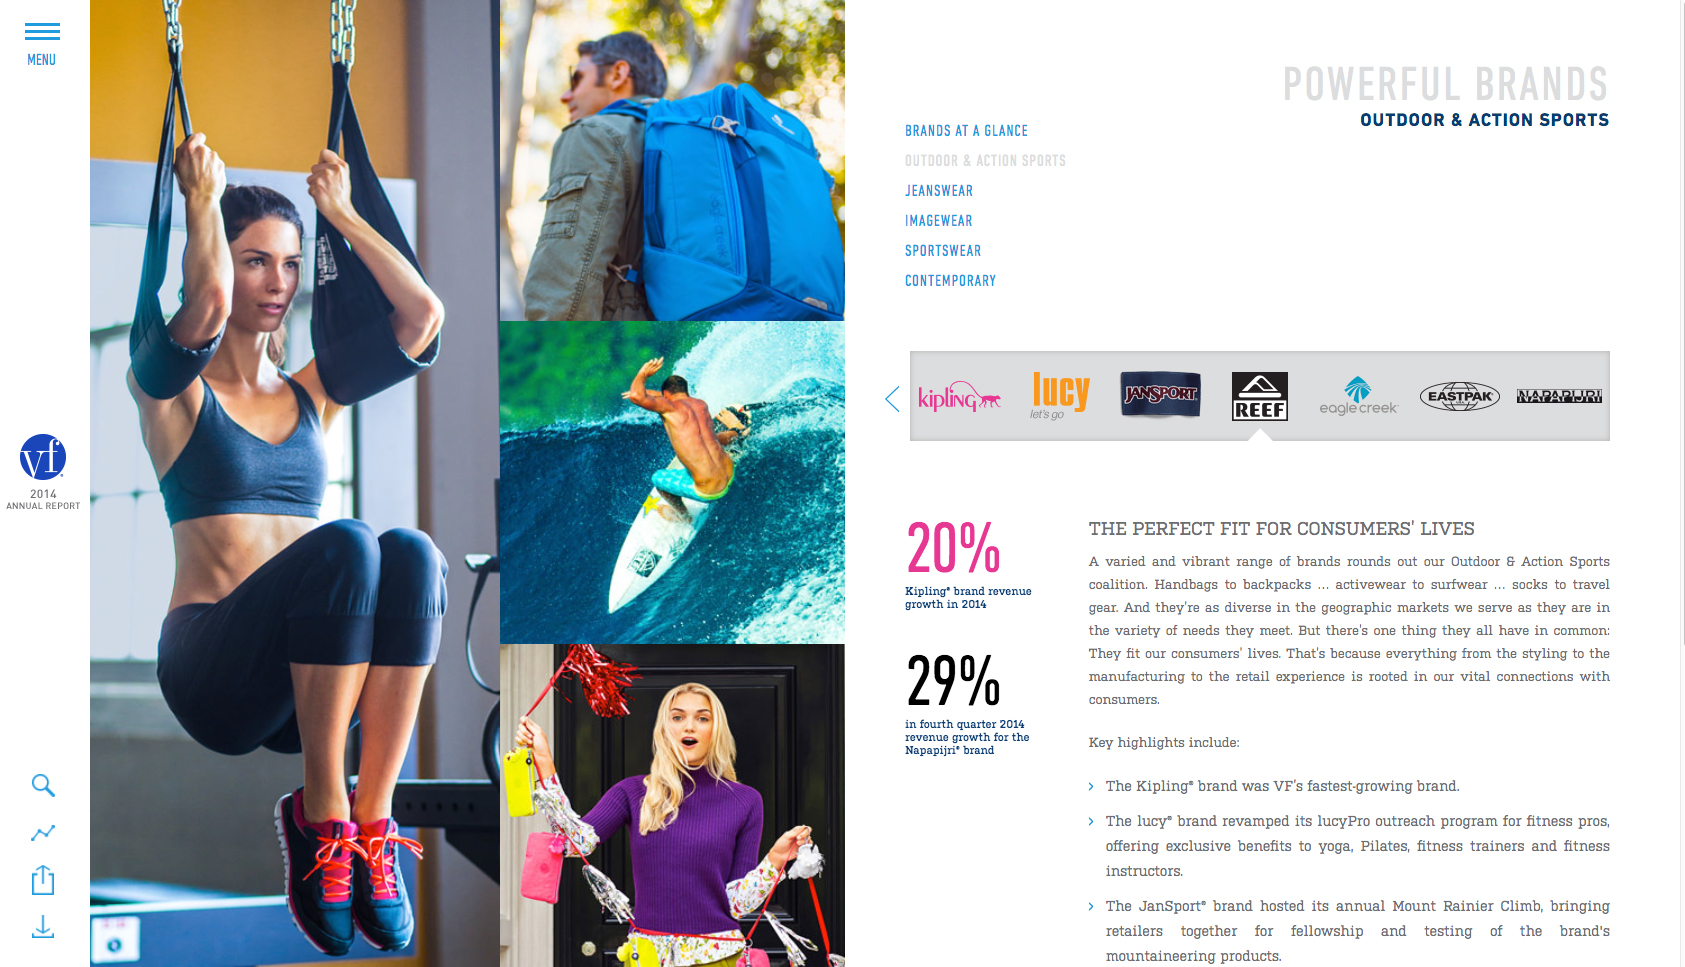 MENU
vf
2014
ANNUAL REPORT
POWERFUL BRANDS
OUTDOOR & ACTION SPORTS
BRANDS AT A GLANCE
OUTDOOR & ACTION SPORTS
JEANSWEAR
IMAGEWEAR
SPORTSWEAR
CONTEMPORARY
kipling
lucy
let's go
JANSPORT
REEF
eagle creek
EASTPAK®
NAPAPIJRI
20%
Kipling® brand revenue
growth in 2014
29%
in fourth quarter 2014
revenue growth for the
Napapijri® brand
THE PERFECT FIT FOR CONSUMERS' LIVES
A varied and vibrant range of brands rounds out our Outdoor & Action Sports
coalition. Handbags to backpacks ... activewear to surfwear ... socks to travel
gear. And they're as diverse in the geographic markets we serve as they are in
the variety of needs they meet. But there's one thing they all have in common:
They fit our consumers' lives. That's because everything from the styling to the
manufacturing to the retail experience is rooted in our vital connections with
consumers.
Key highlights include:
The Kipling® brand was VF's fastest-growing brand.
The lucy® brand revamped its lucyPro outreach program for fitness pros,
offering exclusive benefits to yoga, Pilates, fitness trainers and fitness
instructors.
The JanSport® brand hosted its annual Mount Rainier Climb, bringing
retailers together for fellowship and testing of the brand's
mountaineering products.